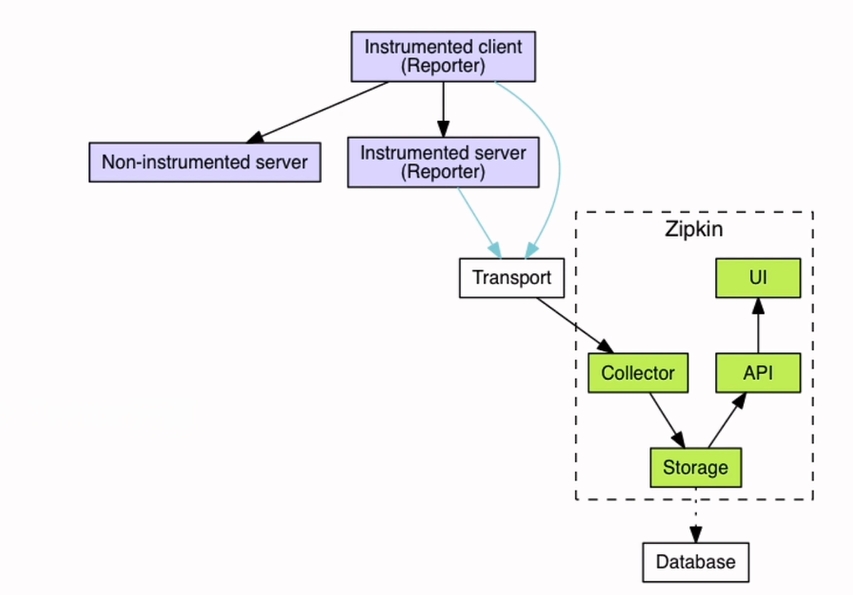 Instrumented client
(Reporter)
Non-instrumented server
Instrumented server
(Reporter)
Zipkin
Transport
UI
Collector
API
Storage
Database